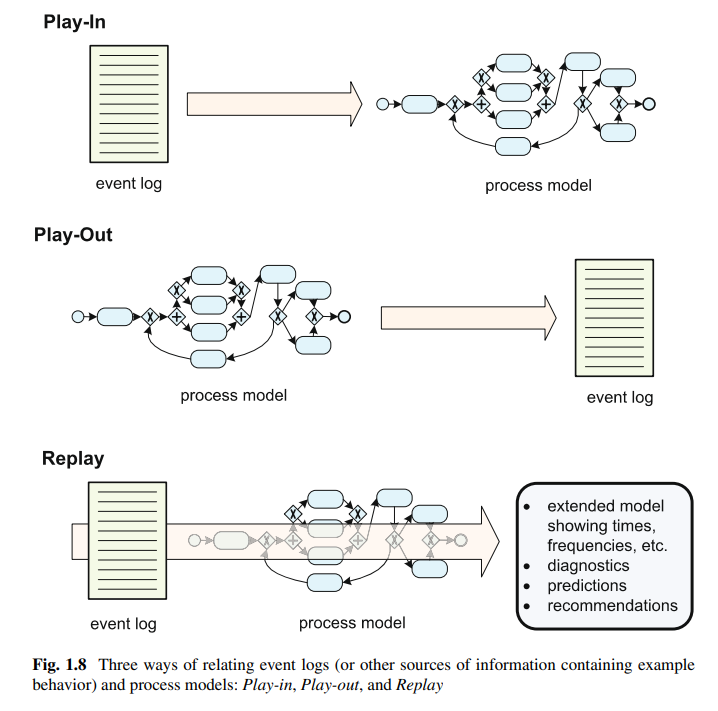 Play-In
event log
process model
Play-Out
process model
event log
Replay
• extended model
showing times,
frequencies, etc.
• diagnostics
• predictions
• recommendations
event log
process model
Fig. 1.8 Three ways of relating event logs (or other sources of information containing example
behavior) and process models: Play-in, Play-out, and Replay